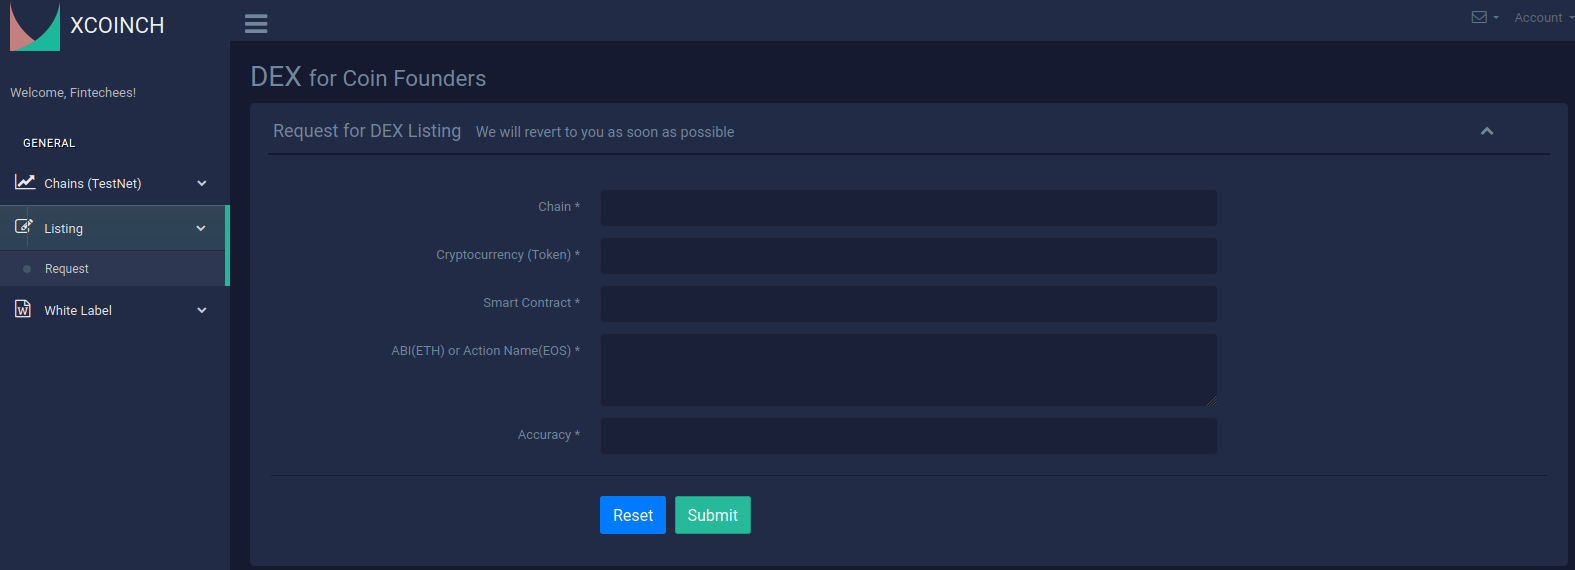 XCOINCH
Account
Welcome, Fintechees!
GENERAL
Chains (TestNet)
Listing
Request
White Label
DEX for Coin Founders
Request for DEX Listing We will revert to you as soon as possible
Chain *
Cryptocurrency (Token) *
Smart Contract *
ABI(ETH) or Action Name(EOS) *
Accuracy *
Reset Submit